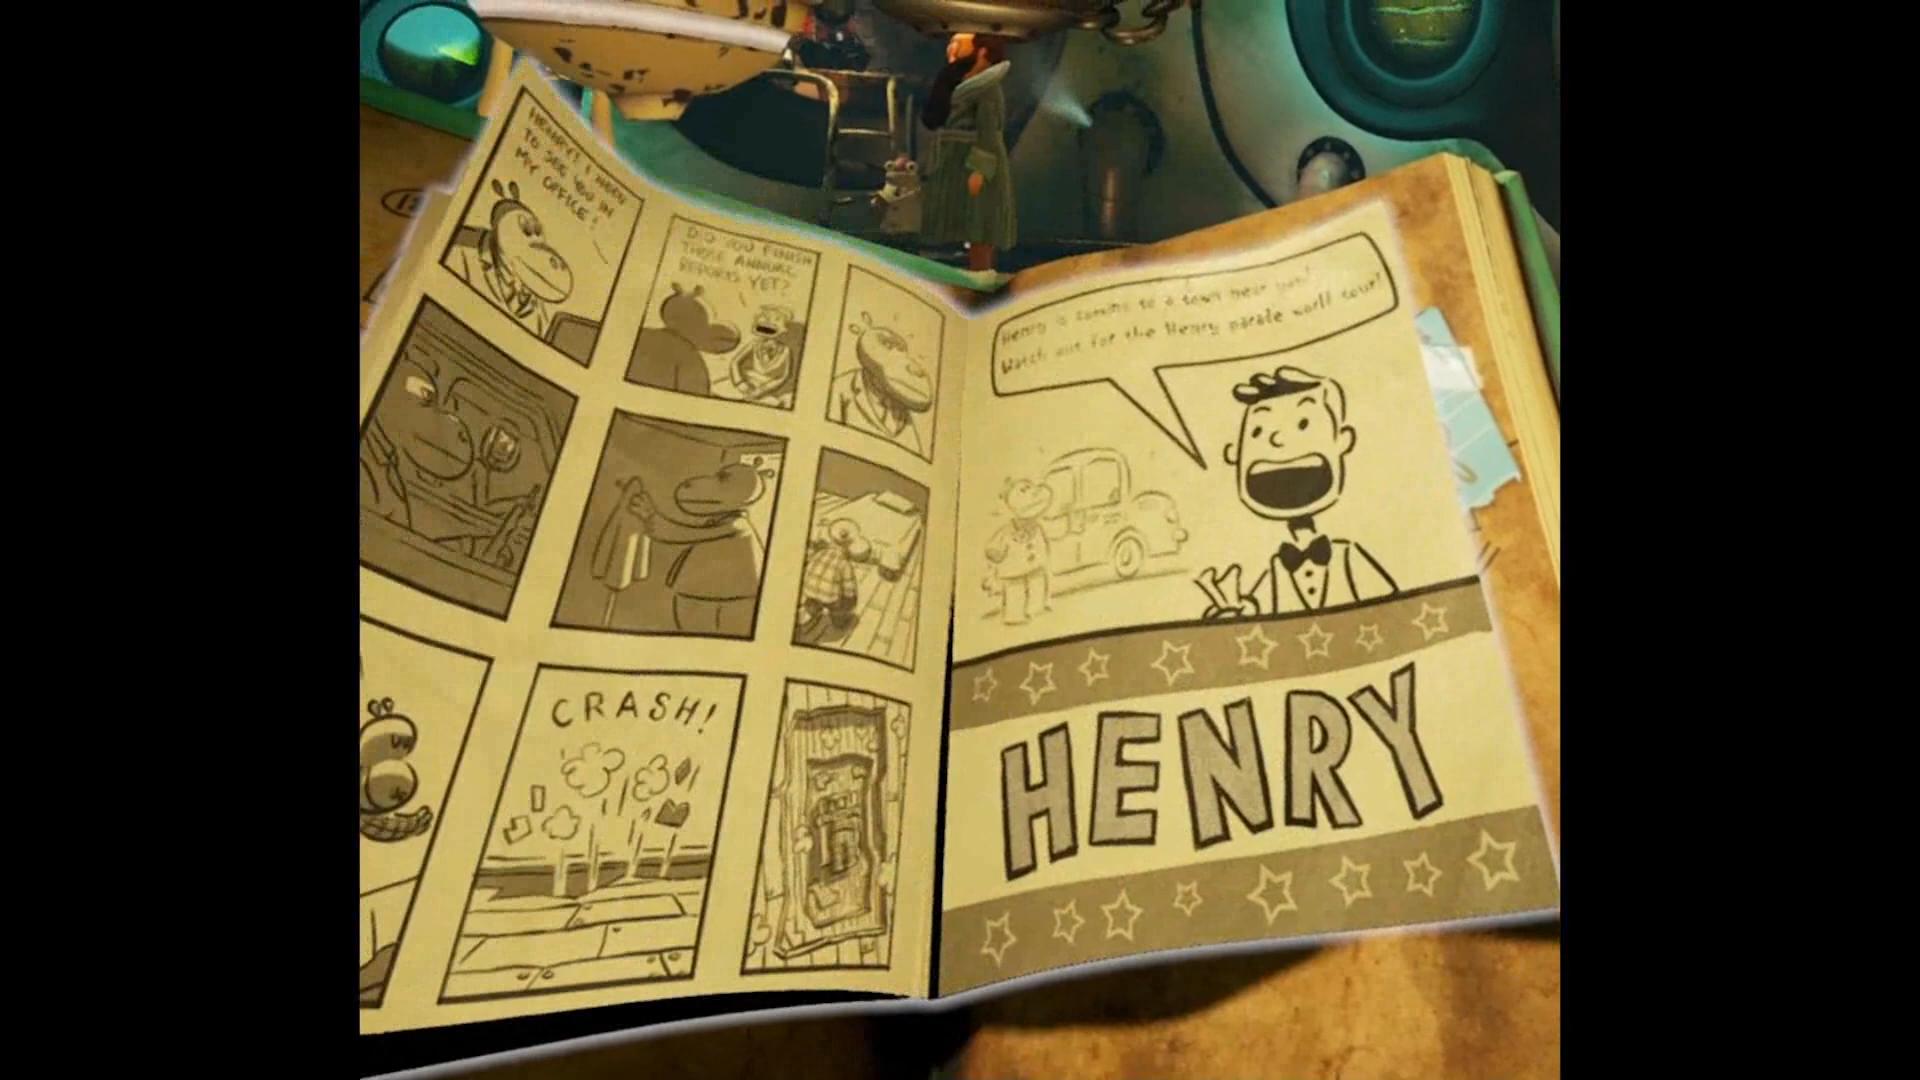 HENRY! I NEED
TO SEE YOU IN
MY OFFICE!
DID YOU FINISH
THOSE ANNUAL
REPORTS YET?
CRASH!
Henry is coming to a town near you!
Watch out for the Henry parade world tour!
HENRY